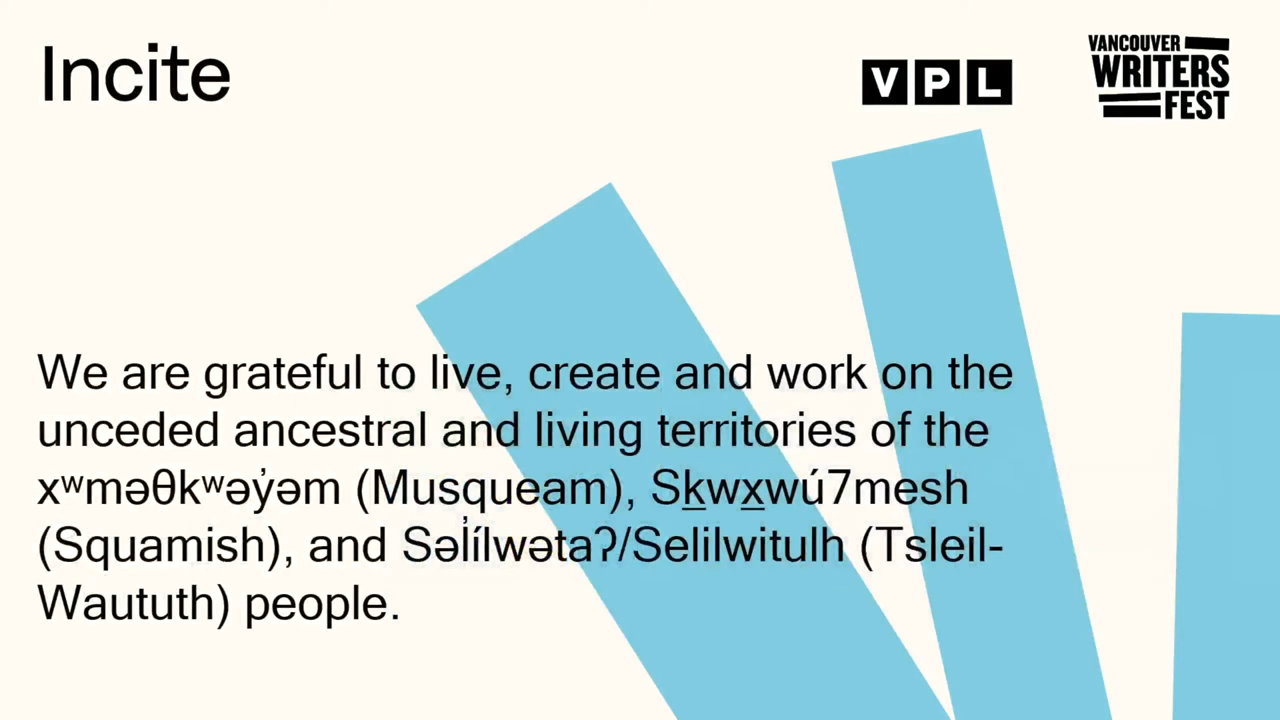 Incite
VPL
VANCOUVER
WRITERS
FEST
We are grateful to live, create and work on the
unceded ancestral and living territories of the
xʷməθkʷəy̓əm (Musqueam), Sḵwx̱wú7mesh
(Squamish), and Səl̓ílwətaʔ/Selilwitulh (Tsleil-
Waututh) people.